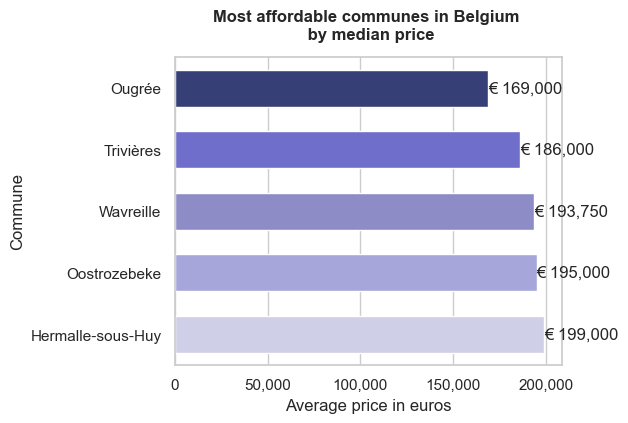 Most affordable communes in Belgium
by median price
Commune
Ougrée
€ 169,000
Trivières
€ 186,000
Wavreille
€ 193,750
Oostrozebeke
€ 195,000
Hermalle-sous-Huy
€ 199,000
0
50,000
100,000
150,000
200,000
Average price in euros